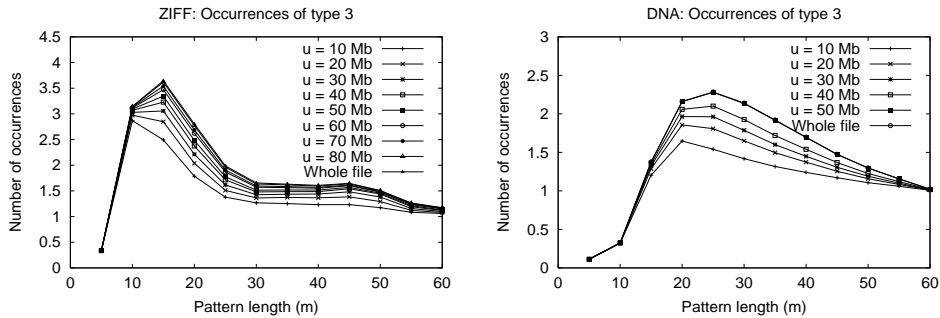 ZIFF: Occurrences of type 3
Number of occurrences
4.5
4
3.5
3
2.5
2
1.5
1
0.5
0
0
10
20
30
40
50
60
Pattern length (m)
u = 10 Mb
u = 20 Mb
u = 30 Mb
u = 40 Mb
u = 50 Mb
u = 60 Mb
u = 70 Mb
u = 80 Mb
Whole file
DNA: Occurrences of type 3
Number of occurrences
3
2.5
2
1.5
1
0.5
0
0
10
20
30
40
50
60
Pattern length (m)
u = 10 Mb
u = 20 Mb
u = 30 Mb
u = 40 Mb
u = 50 Mb
Whole file